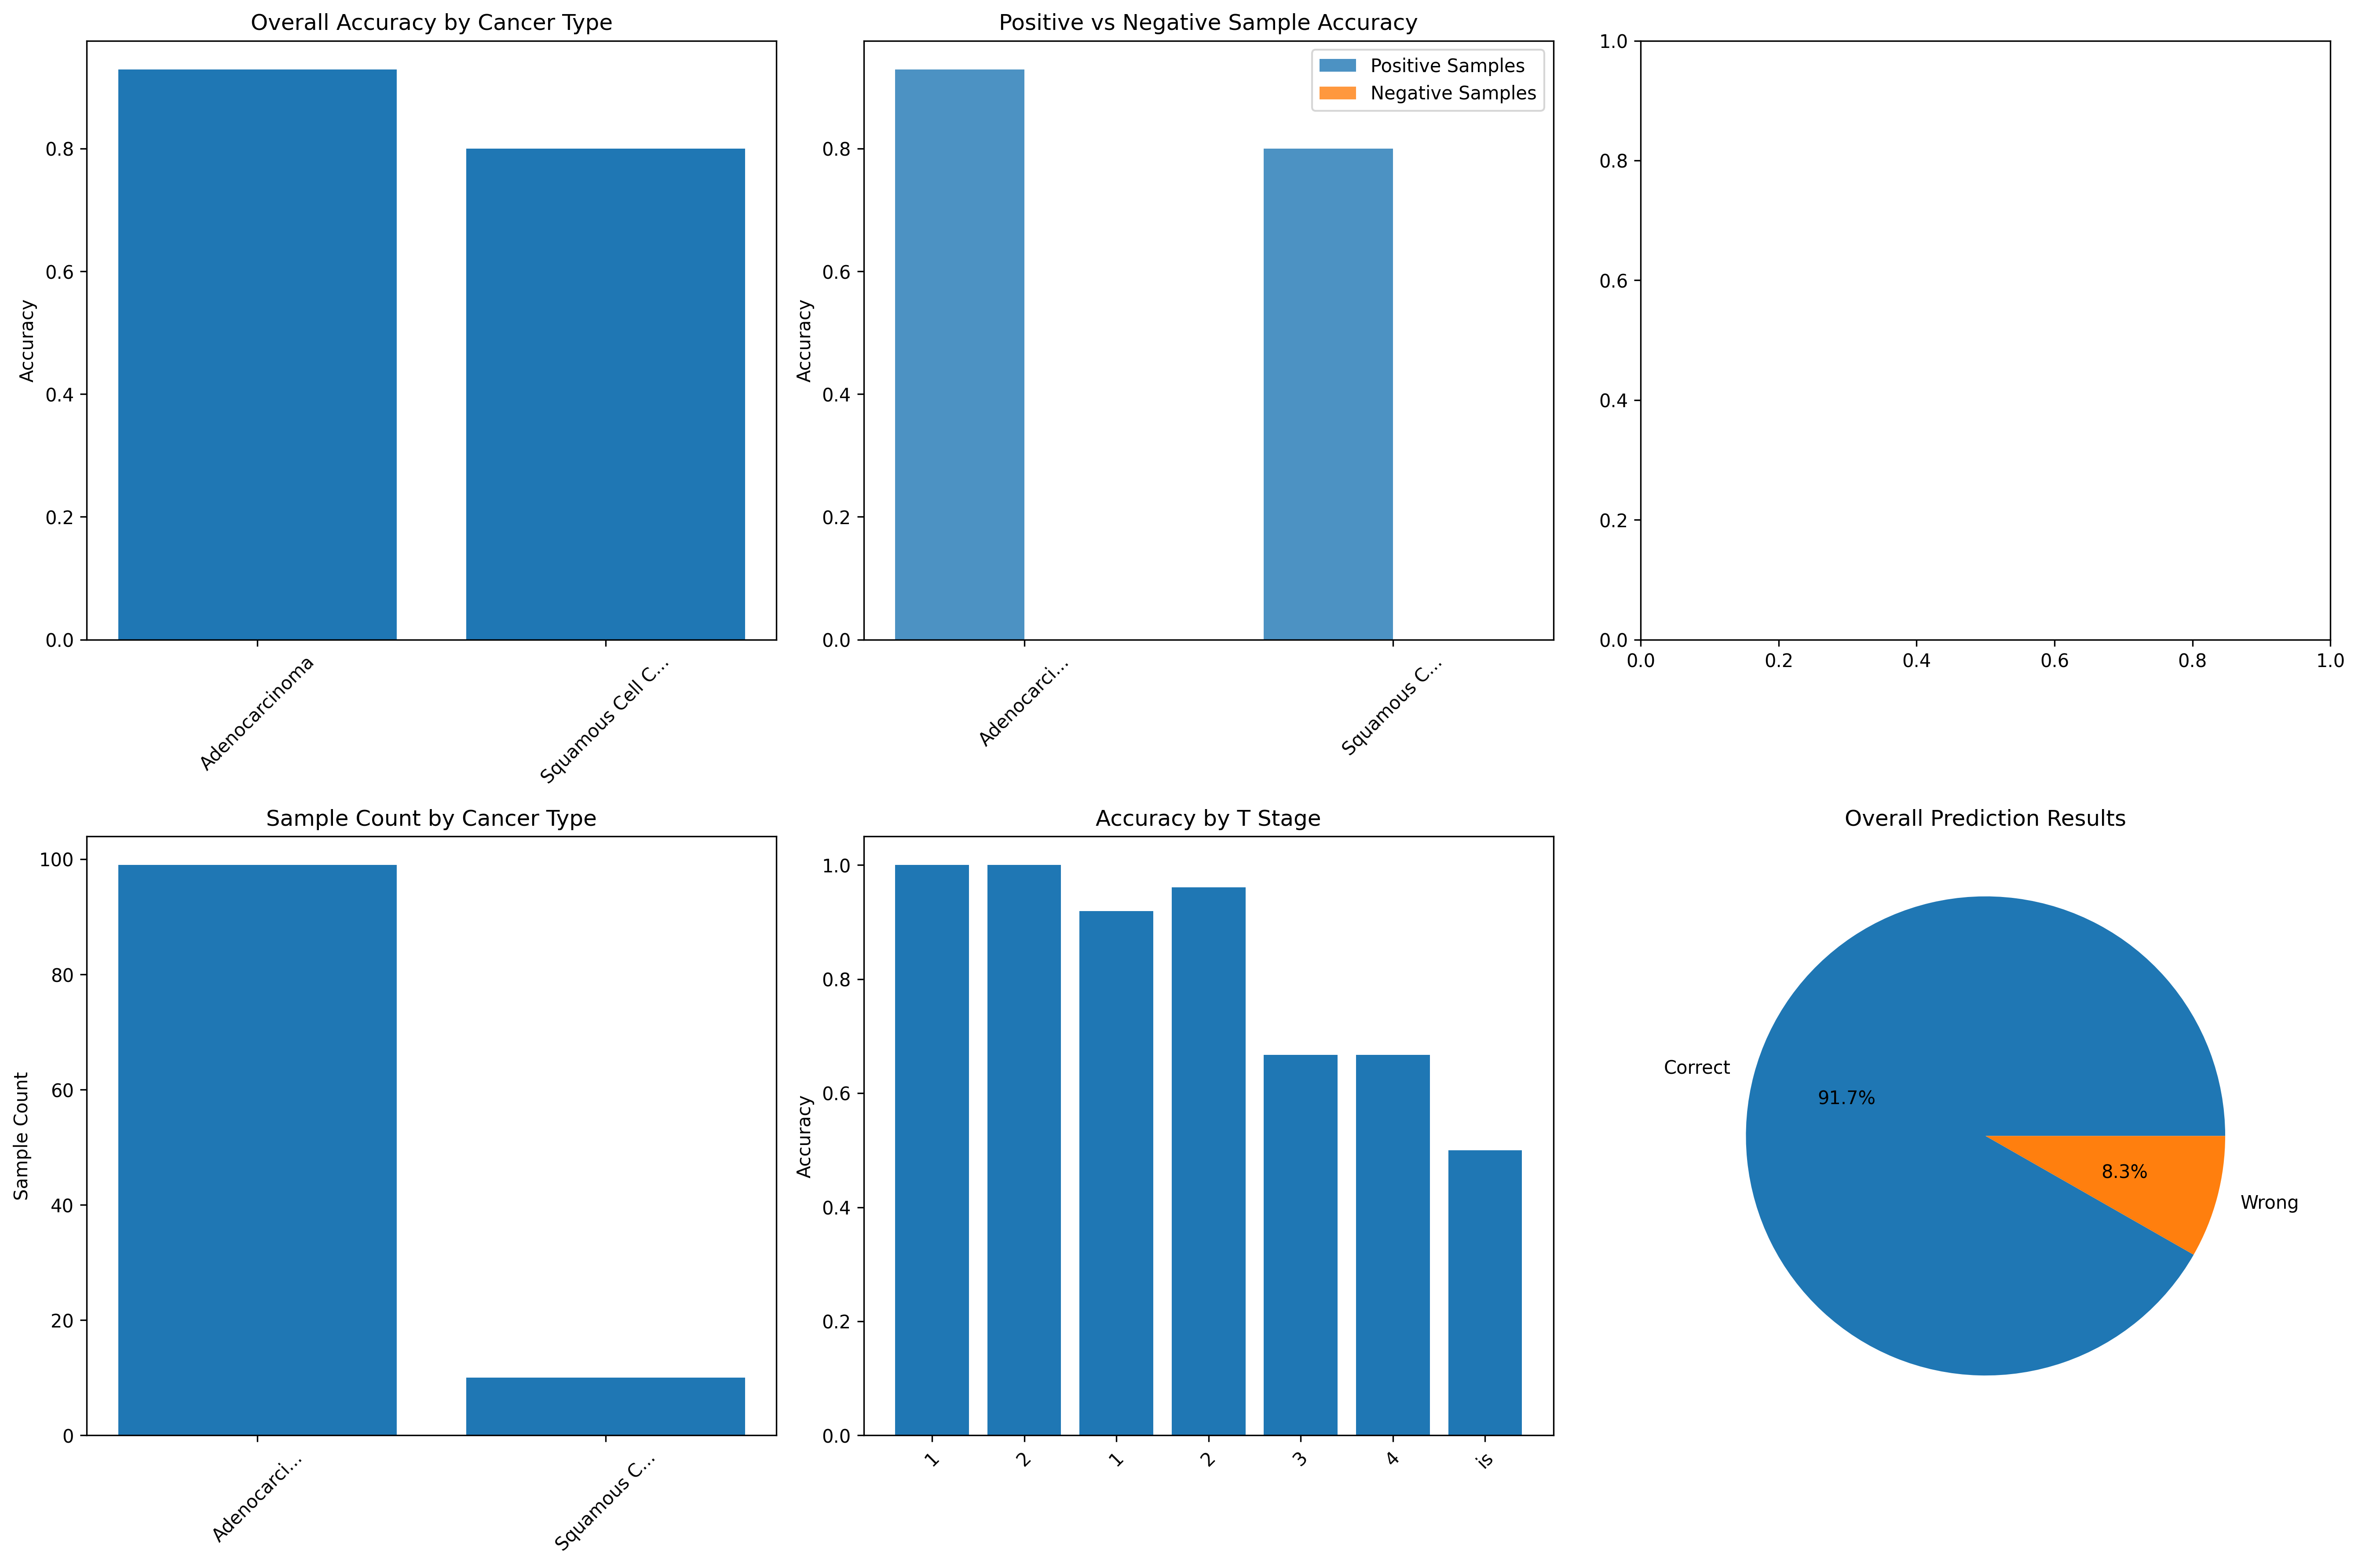 Overall Accuracy by Cancer Type
Accuracy
0.8
0.6
0.4
0.2
0.0
Adenocarcinoma
Squamous Cell C...
Positive vs Negative Sample Accuracy
Positive Samples
Negative Samples
Accuracy
0.8
0.6
0.4
0.2
0.0
Adenocarci...
Squamous C...
1.0
0.8
0.6
0.4
0.2
0.0
0.0 0.2 0.4 0.6 0.8 1.0
Sample Count by Cancer Type
Sample Count
100
80
60
40
20
0
Adenocarci...
Squamous C...
Accuracy by T Stage
Accuracy
1.0
0.8
0.6
0.4
0.2
0.0
1 2 1 2 3 4 is
Overall Prediction Results
Correct
91.7%
8.3%
Wrong